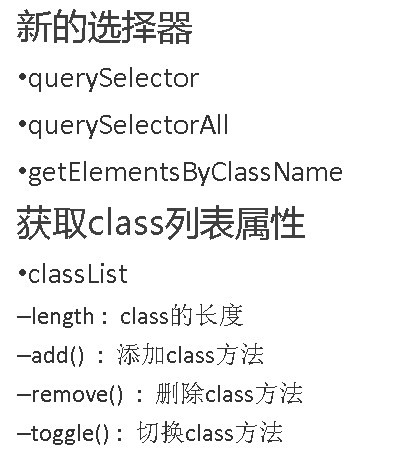 新的选择器
•querySelector
•querySelectorAll
•getElementsByClassName
获取class列表属性
•classList
–length： class的长度
–add() ：添加class方法
–remove() ：删除class方法
–toggle()：切换class方法